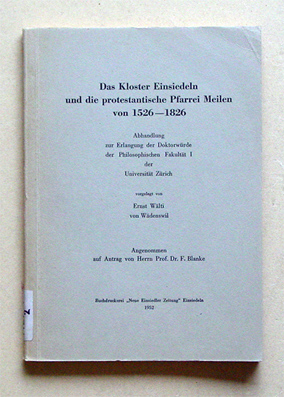 Das Kloster Einsiedeln
und die protestantische Pfarrei Meilen
von 1526—1826
Abhandlung
zur Erlangung der Doktorwürde
der Philosophischen Fakultät I
der
Universität Zürich
vorgelegt von
Ernst Wälti
von Wädenswil
Angenommen
auf Antrag von Herrn Prof. Dr. F. Blanke
Buchdruckerei „Neue Einsiedler Zeitung" Einsiedeln
1952